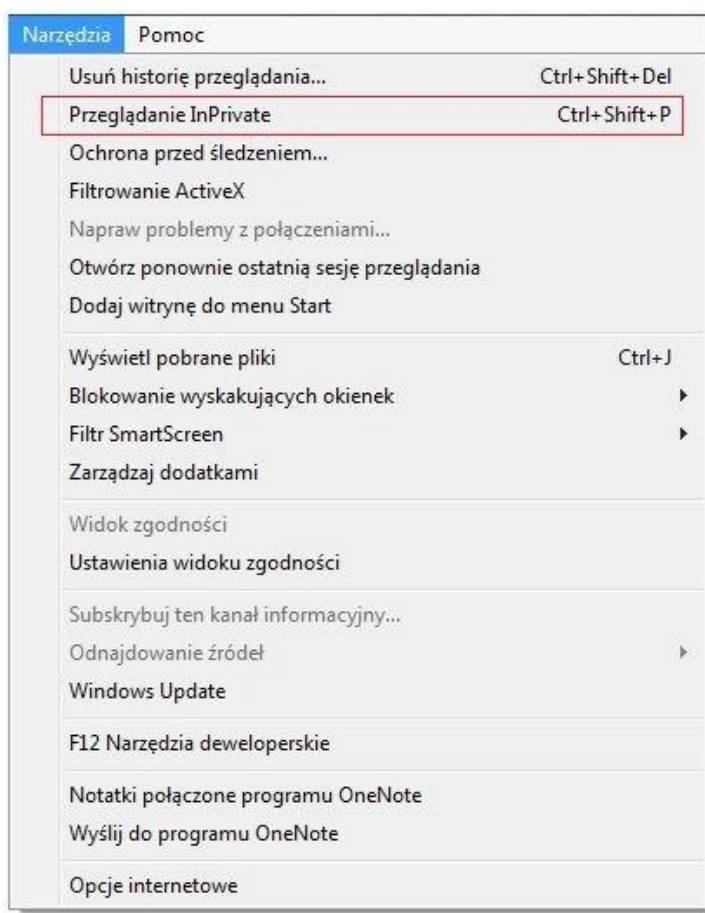 Narzędzia Pomoc
Usuń historię przeglądania... Ctrl+Shift+Del
Przeglądanie InPrivate Ctrl+Shift+P
Ochrona przed śledzeniem...
Filtrowanie ActiveX
Napraw problemy z połączeniami...
Otwórz ponownie ostatnią sesję przeglądania
Dodaj witrynę do menu Start
Wyświetl pobrane pliki Ctrl+J
Blokowanie wyskakujących okienek
Filtr SmartScreen
Zarządzaj dodatkami
Widok zgodności
Ustawienia widoku zgodności
Subskrybuj ten kanał informacyjny...
Odnajdowanie źródeł
Windows Update
F12 Narzędzia deweloperskie
Notatki połączone programu OneNote
Wyślij do programu OneNote
Opcje internetowe